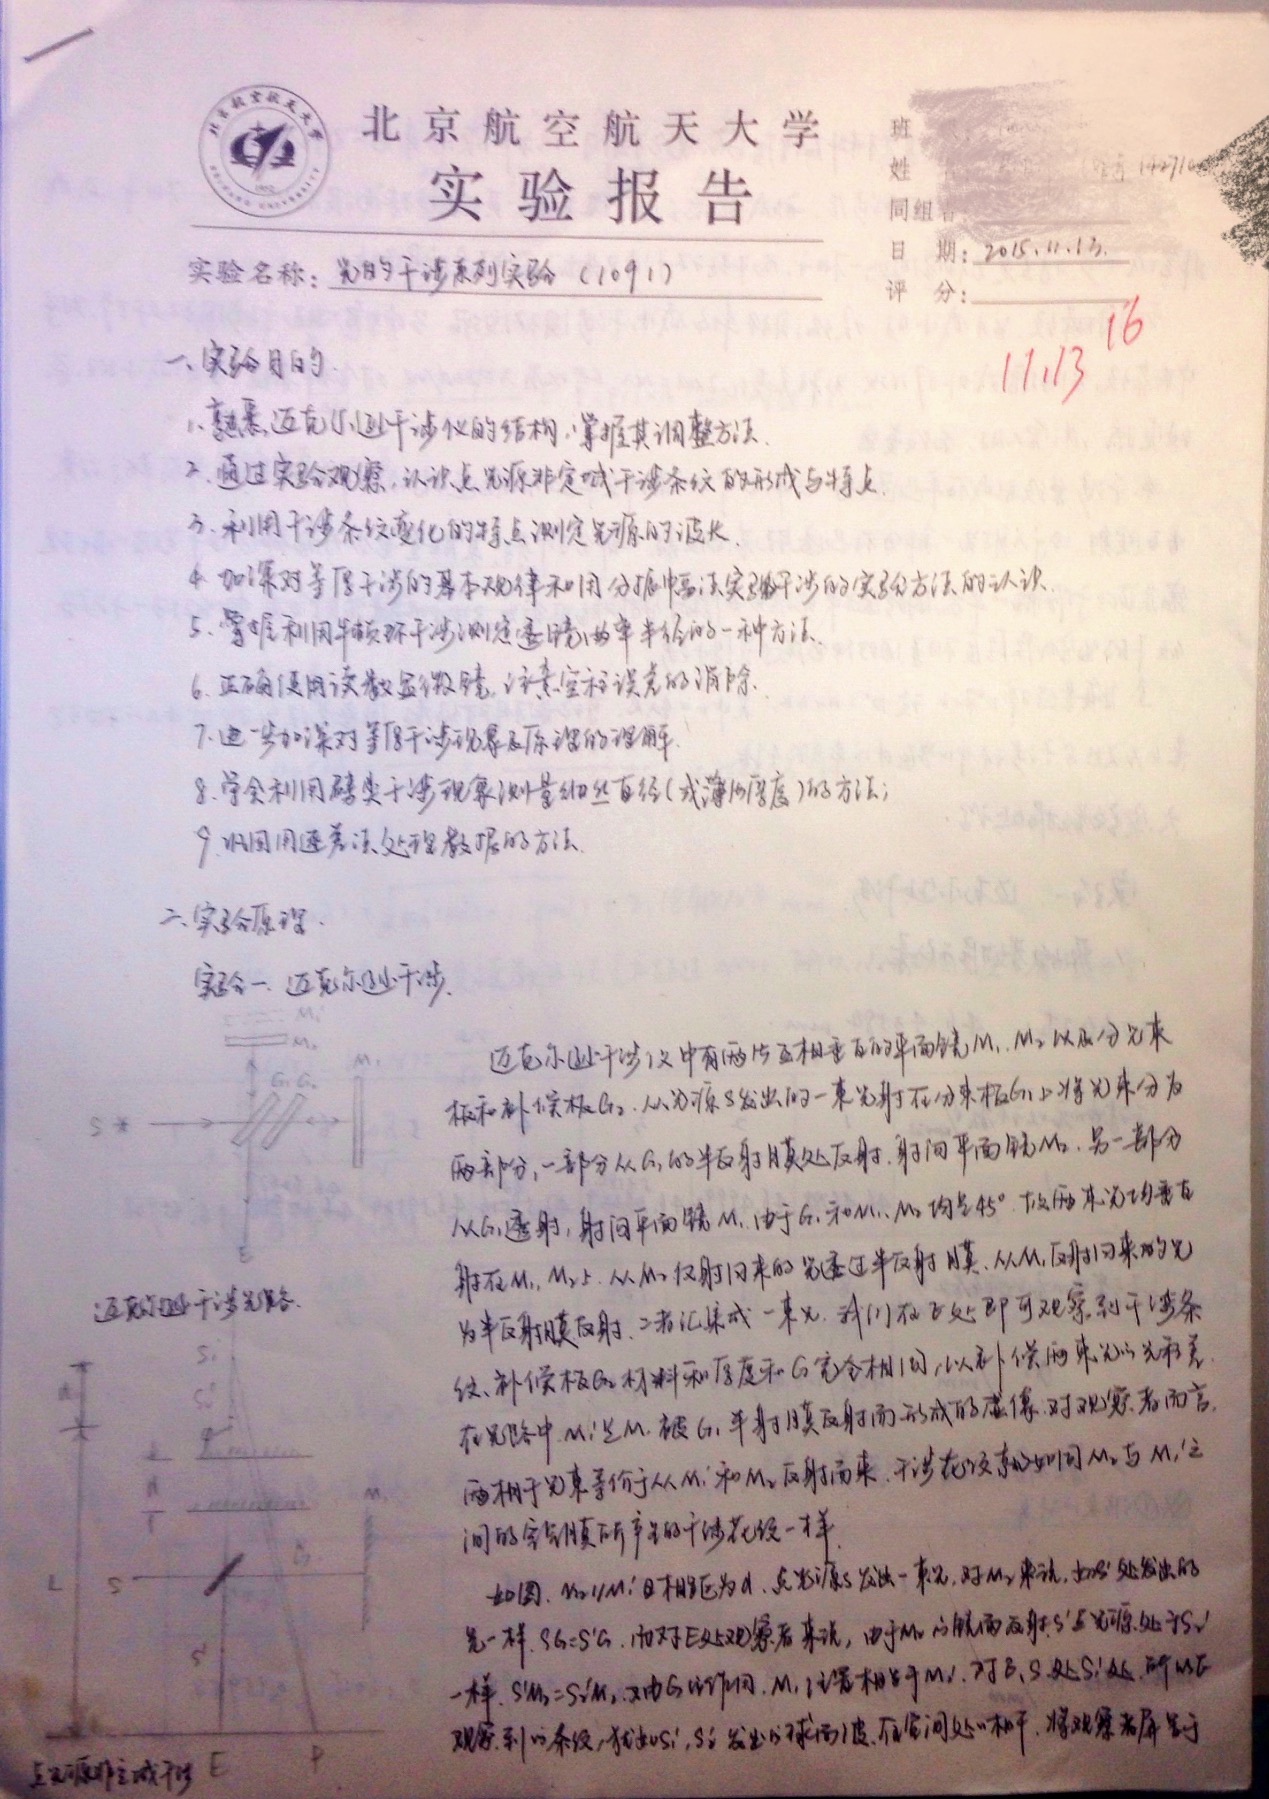 北京航空航天大学
实验报告
班
姓
同组者
日 期: 2015.11.13.
评 分:
实验名称: 光的干涉系列实验 (1091)
16
11.13
一、实验目的.
1. 熟悉迈克尔逊干涉仪的结构,掌握其调整方法.
2. 通过实验观察,认识点光源非定域干涉条纹的形成与特点.
3. 利用干涉条纹变化的特点测定光源的波长.
4. 加深对等厚干涉的基本规律和用分振幅法实现干涉的实验方法的认识.
5. 掌握利用牛顿环干涉测定透镜曲率半径的一种方法.
6. 正确使用读数显微镜,注意空程误差的消除.
7. 进一步加深对等厚干涉现象及原理的理解.
8. 学会利用劈尖干涉现象测量细丝直径(或薄片厚度)的方法;
9. 巩固用逐差法处理数据的方法.
二、实验原理.
实验一、迈克尔逊干涉.
M₁'
M₂
G₁ G₂
M₁
S
E
迈克尔逊干涉光路.
迈克尔逊干涉仪中有两片互相垂直的平面镜M₁、M₂以及分光束
板和补偿板G₂.从光源S发出的一束光射在分束板G₁上将光束分为
两部分,一部分从G₁的半反射膜处反射,射向平面镜M₂.另一部分
从G₁透射,射向平面镜M₁.由于G₁和M₁、M₂均呈45°.故两束光均垂直
射在M₁、M₂上.从M₂反射回来的光透过半反射膜.从M₁反射回来的光
为半反射膜反射.二者汇集成一束光.我们在E处即可观察到干涉条
纹.补偿板G₂材料和厚度和G₁完全相同,以补偿两束光的光程差.
在光路中.M₁'是M₁被G₁半射膜反射而形成的虚像.对观察者而言,
两相干光束等价于从M₁'和M₂反射而来.干涉花纹就如同M₂与M₁'之
间的空气膜所产生的干涉花纹一样.
如图.M₂//M₁'且相距为d.点光源S发出一束光,对M₂来说,如S'处发出的
光一样.SG=S'G.而对E处观察者来说,由于M₂的镜面反射S'点光源处于S₂'
一样.S'M₂=S₂'M₂.又由G的作用.M₁位置相当于M₁'.对E,S处S₁'处.所以E
观察到的条纹,犹如S₁',S₂'发出的球面波,在空间处处相干.将观察者屏置于
S₁'
S₂'
M₁
L
S
S'
E
P
点光源非定域干涉